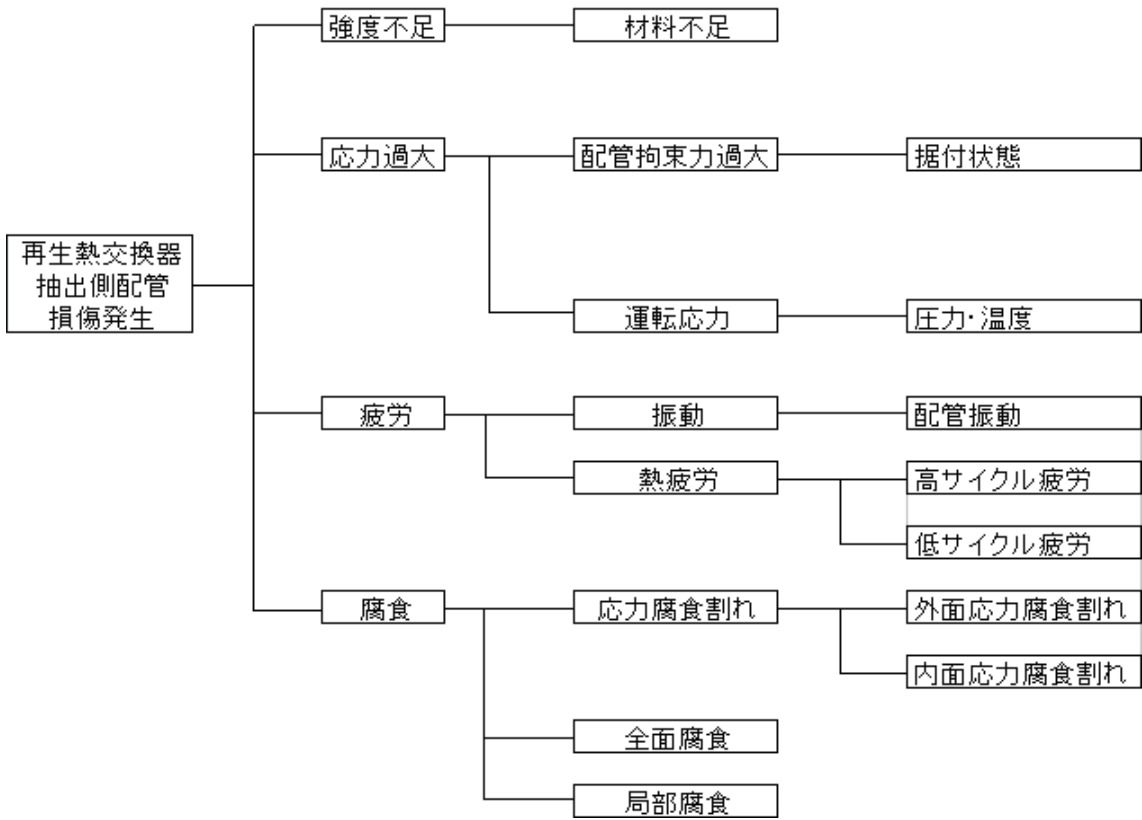 強度不足
材料不足
応力過大
配管拘束力過大
据付状態
再生熱交換器
抽出側配管
損傷発生
運転応力
圧力・温度
疲労
振動
配管振動
熱疲労
高サイクル疲労
低サイクル疲労
腐食
応力腐食割れ
外面応力腐食割れ
内面応力腐食割れ
全面腐食
局部腐食